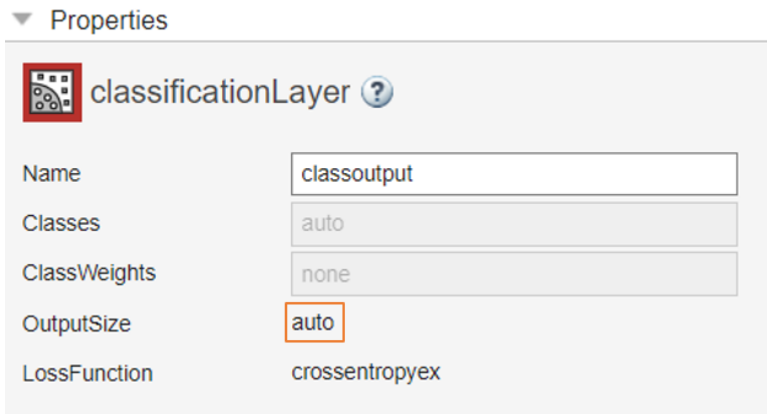 Properties
classificationLayer ?
Name classoutput
Classes auto
ClassWeights none
OutputSize auto
LossFunction crossentropyex